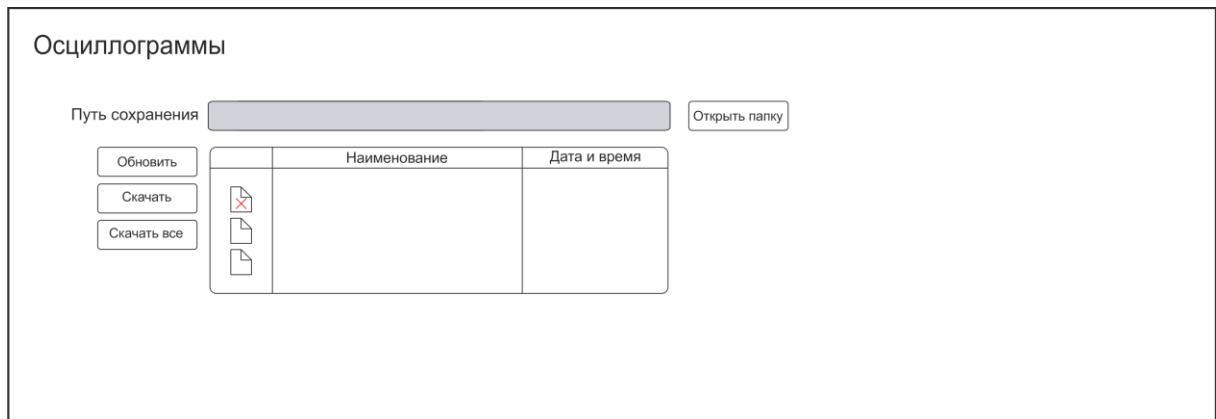 Осциллограммы
Путь сохранения
Открыть папку
Обновить
Наименование
Дата и время
Скачать
Скачать все